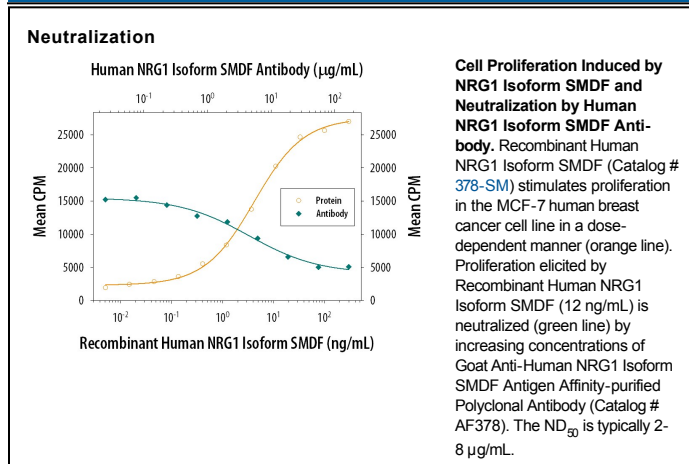 Neutralization
Human NRG1 Isoform SMDF Antibody (µg/mL)
10⁻¹ 10⁰ 10¹ 10²
25000 25000
20000 20000
15000 15000
10000 10000
5000 5000
0 0
Mean CPM
Mean CPM
Protein
Antibody
10⁻² 10⁻¹ 10⁰ 10¹ 10²
Recombinant Human NRG1 Isoform SMDF (ng/mL)
Cell Proliferation Induced by
NRG1 Isoform SMDF and
Neutralization by Human
NRG1 Isoform SMDF Anti-
body. Recombinant Human
NRG1 Isoform SMDF (Catalog #
378-SM) stimulates proliferation
in the MCF-7 human breast
cancer cell line in a dose-
dependent manner (orange line).
Proliferation elicited by
Recombinant Human NRG1
Isoform SMDF (12 ng/mL) is
neutralized (green line) by
increasing concentrations of
Goat Anti-Human NRG1 Isoform
SMDF Antigen Affinity-purified
Polyclonal Antibody (Catalog #
AF378). The ND₅₀ is typically 2-
8 µg/mL.